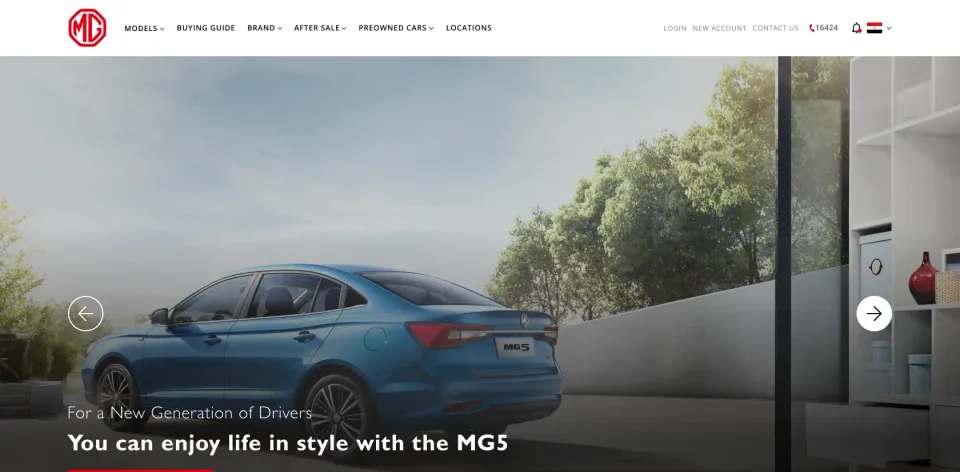 MG
MODELS
BUYING GUIDE
BRAND
AFTER SALE
PREOWNED CARS
LOCATIONS
LOGIN
NEW ACCOUNT
CONTACT US
16424
MG5
For a New Generation of Drivers
You can enjoy life in style with the MG5